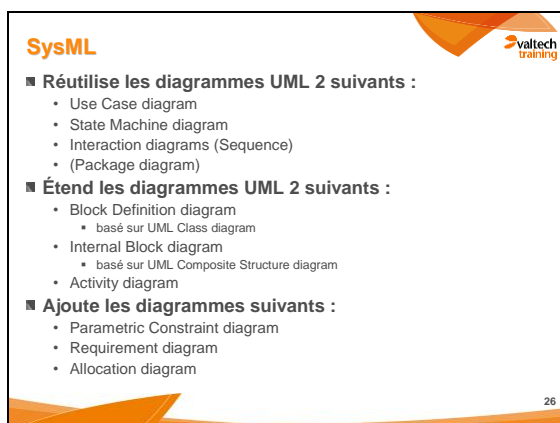 SysML
valtech
training
Réutilise les diagrammes UML 2 suivants :
Use Case diagram
State Machine diagram
Interaction diagrams (Sequence)
(Package diagram)
Étend les diagrammes UML 2 suivants :
Block Definition diagram
basé sur UML Class diagram
Internal Block diagram
basé sur UML Composite Structure diagram
Activity diagram
Ajoute les diagrammes suivants :
Parametric Constraint diagram
Requirement diagram
Allocation diagram
26